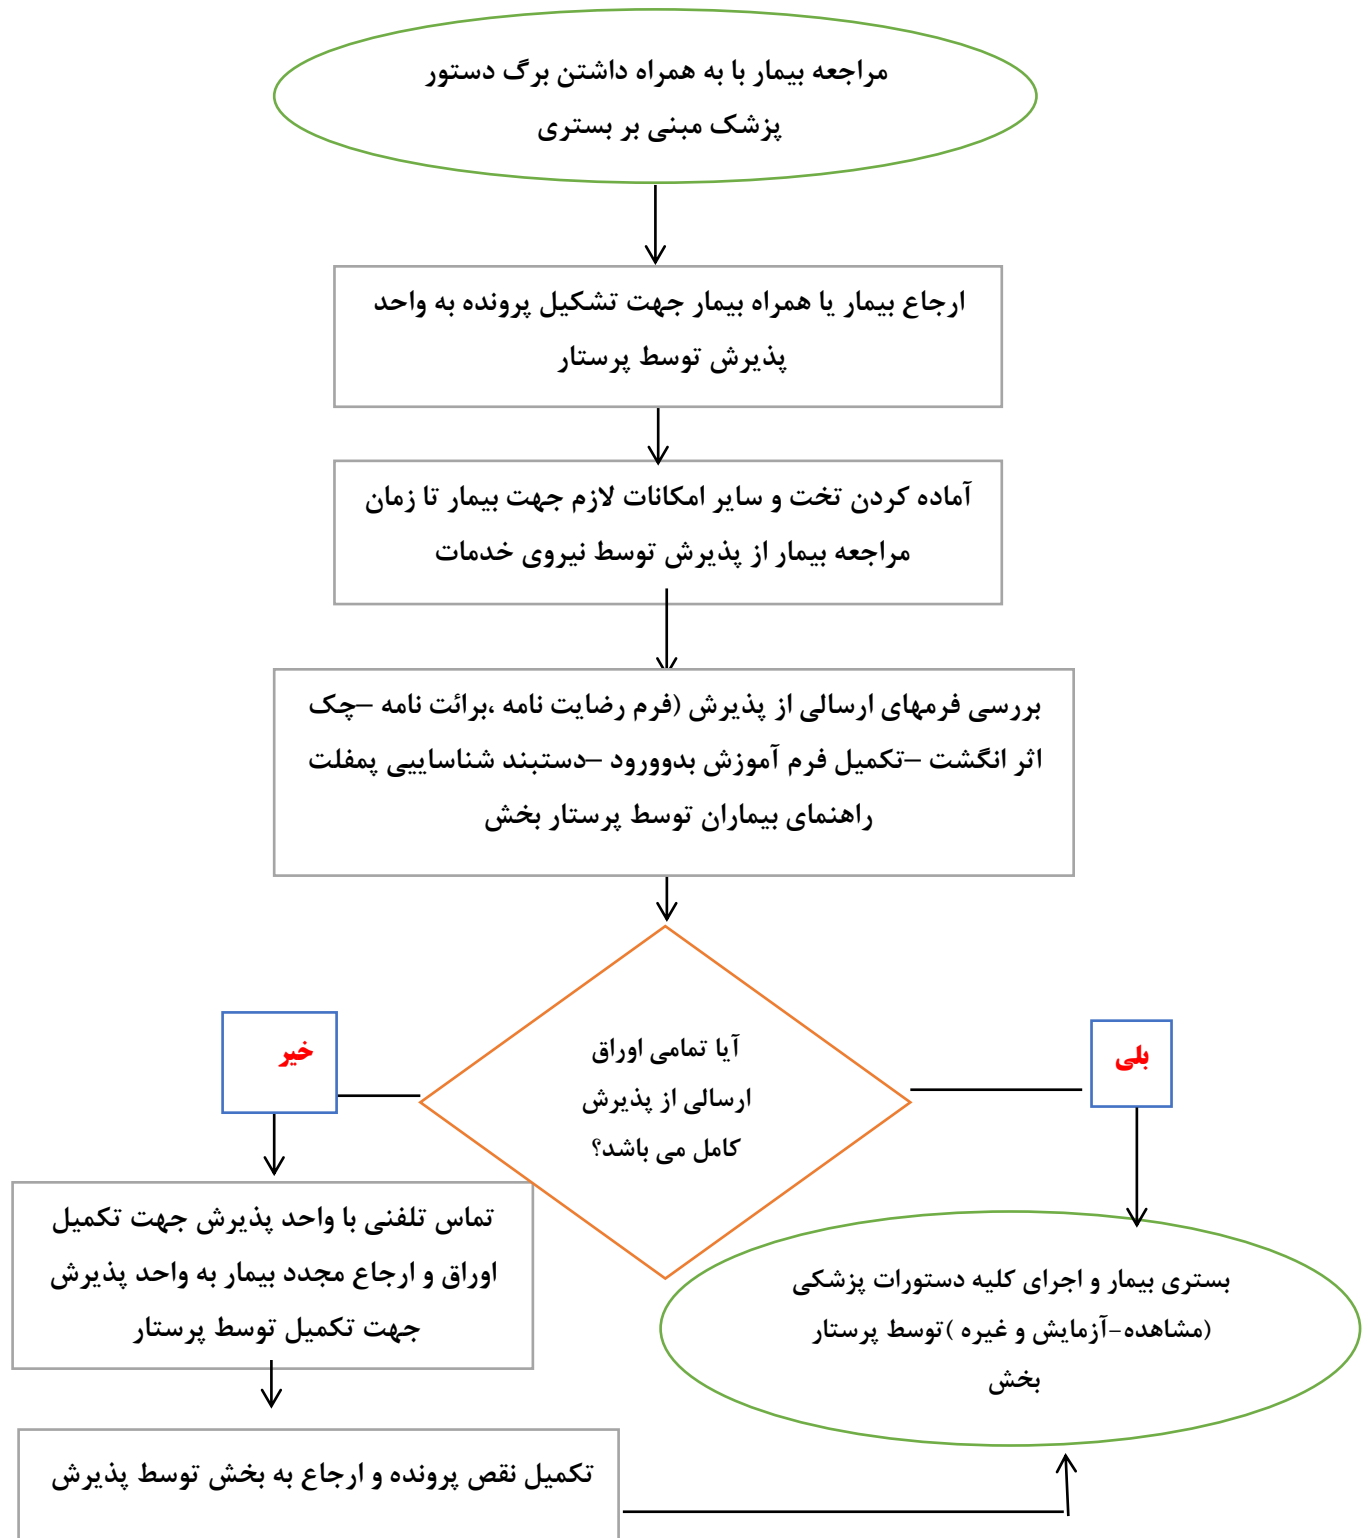 مراجعه بیمار با به همراه داشتن برگ دستور
پزشک مبنی بر بستری
ارجاع بیمار یا همراه بیمار جهت تشکیل پرونده به واحد
پذیرش توسط پرستار
آماده کردن تخت و سایر امکانات لازم جهت بیمار تا زمان
مراجعه بیمار از پذیرش توسط نیروی خدمات
بررسی فرمهای ارسالی از پذیرش (فرم رضایت نامه ،برائت نامه –چک
اثر انگشت –تکمیل فرم آموزش بدوورود –دستبند شناساییی پمفلت
راهنمای بیماران توسط پرستار بخش
آیا تمامی اوراق
ارسالی از پذیرش
کامل می باشد؟
بلی
خیر
تماس تلفنی با واحد پذیرش جهت تکمیل
اوراق و ارجاع مجدد بیمار به واحد پذیرش
جهت تکمیل توسط پرستار
بستری بیمار و اجرای کلیه دستورات پزشکی
(مشاهده-آزمایش و غیره )توسط پرستار
بخش
تکمیل نقص پرونده و ارجاع به بخش توسط پذیرش